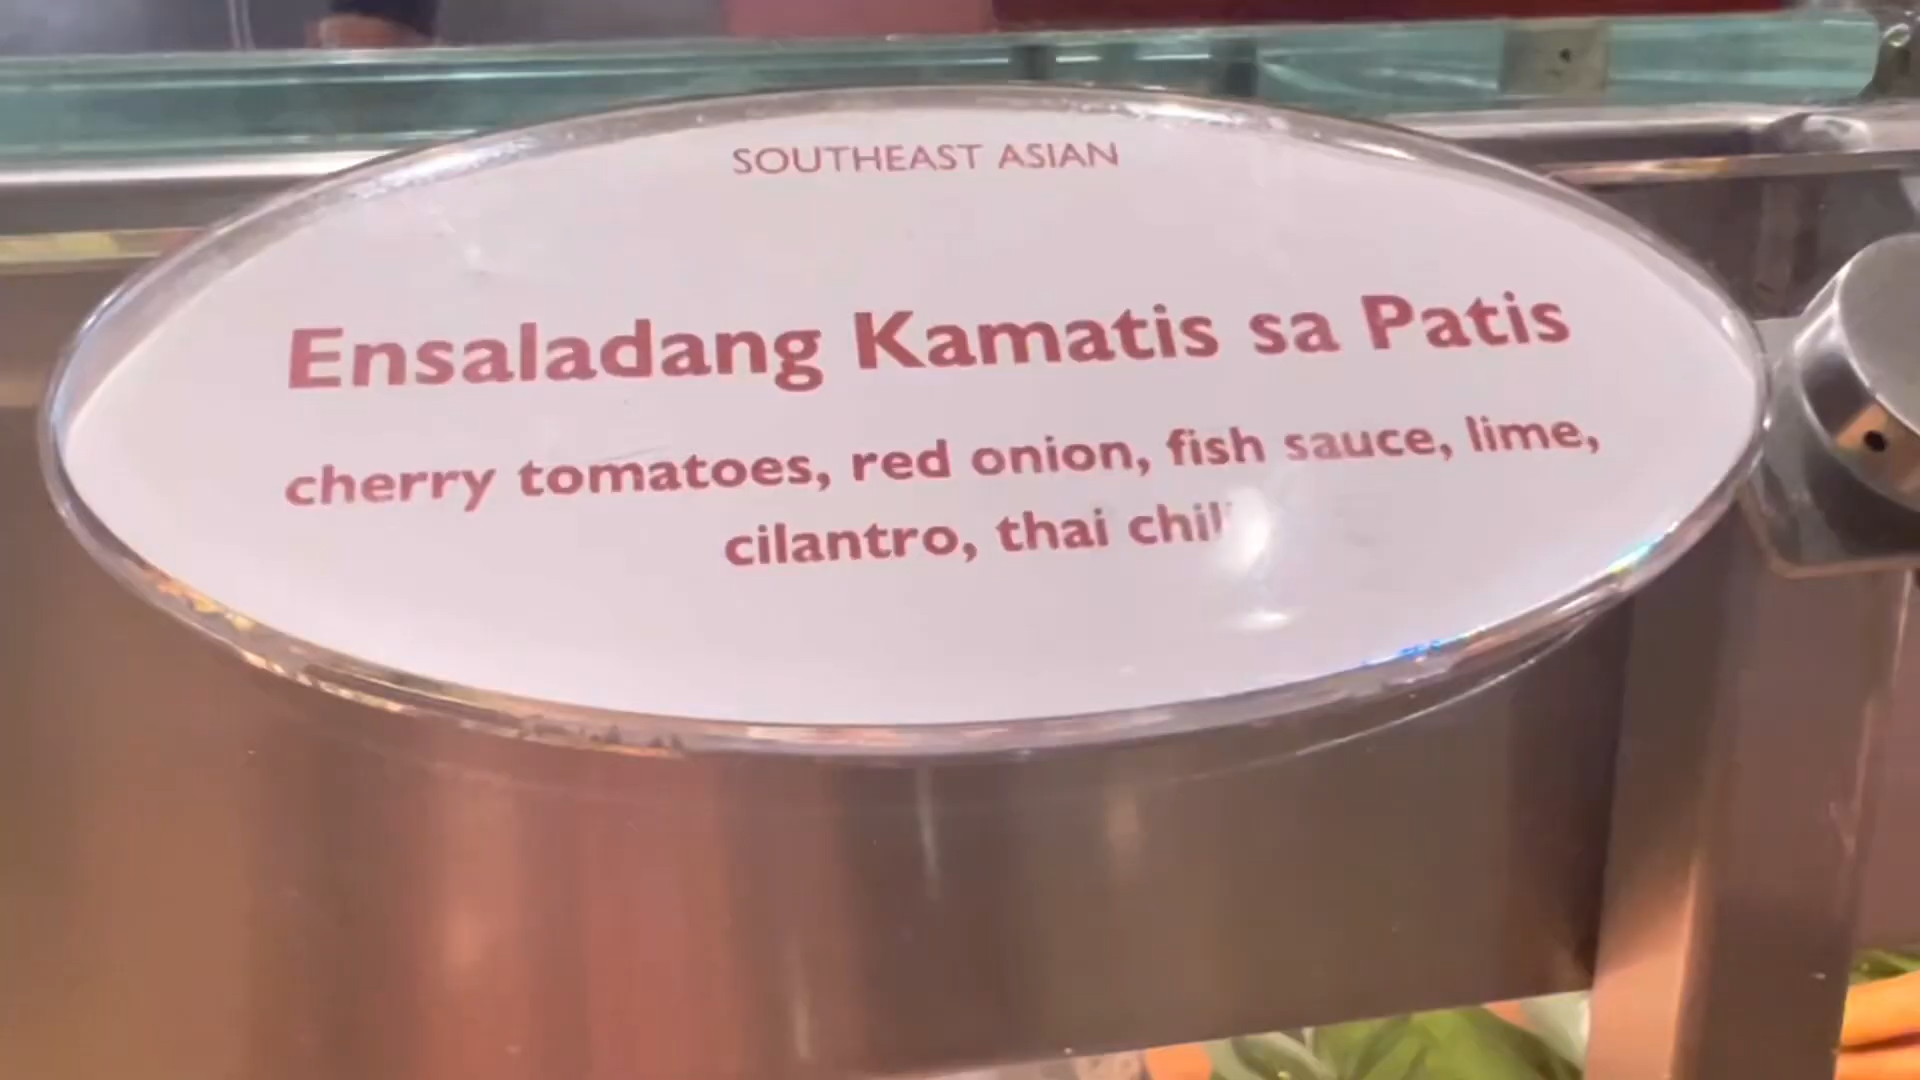 SOUTHEAST ASIAN
Ensaladang Kamatis sa Patis
cherry tomatoes, red onion, fish sauce, lime,
cilantro, thai